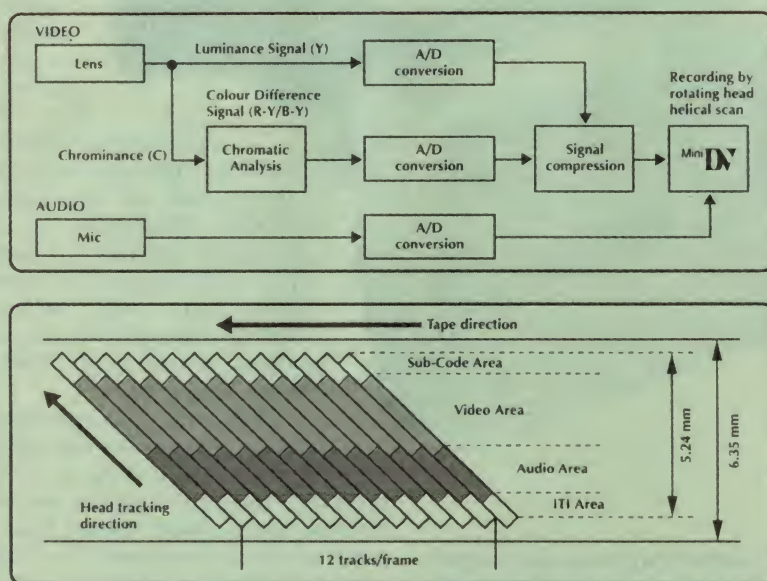 VIDEO
Lens
Luminance Signal (Y)
A/D
conversion
Colour Difference
Signal (R-Y/B-Y)
Chrominance (C)
Chromatic
Analysis
A/D
conversion
Signal
compression
Recording by
rotating head
helical scan
Mini DV
AUDIO
Mic
A/D
conversion
Tape direction
Sub-Code Area
Video Area
Audio Area
ITI Area
5.24 mm
6.35 mm
Head tracking
direction
12 tracks/frame